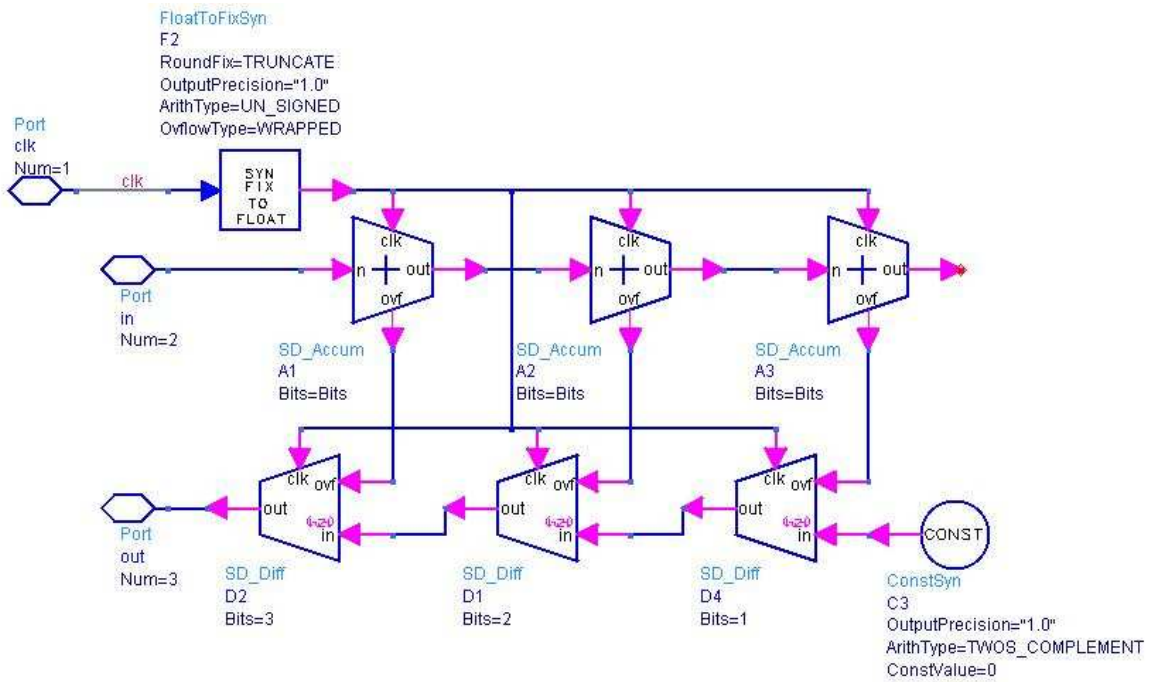 FloatToFixSyn
F2
RoundFix=TRUNCATE
OutputPrecision="1.0"
ArithType=UN_SIGNED
OvflowType=WRAPPED
Port
clk
Num=1
clk
SYN
FIX
TO
FLOAT
clk
n
out
ovf
clk
n
out
ovf
clk
n
out
ovf
Port
in
Num=2
SD_Accum
A1
Bits=Bits
SD_Accum
A2
Bits=Bits
SD_Accum
A3
Bits=Bits
clk
ovf
out
in
clk
ovf
out
in
clk
ovf
out
in
CONST
Port
out
Num=3
SD_Diff
D2
Bits=3
SD_Diff
D1
Bits=2
SD_Diff
D4
Bits=1
ConstSyn
C3
OutputPrecision="1.0"
ArithType=TWOS_COMPLEMENT
ConstValue=0